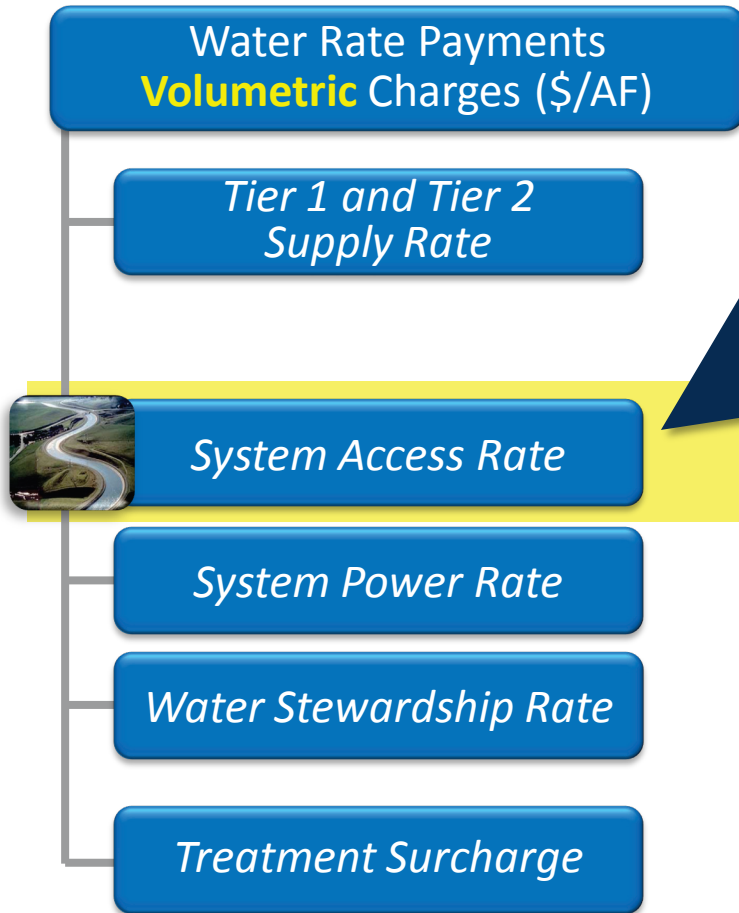 Water Rate Payments
Volumetric Charges ($/AF)
Tier 1 and Tier 2
Supply Rate
System Access Rate
System Power Rate
Water Stewardship Rate
Treatment Surcharge